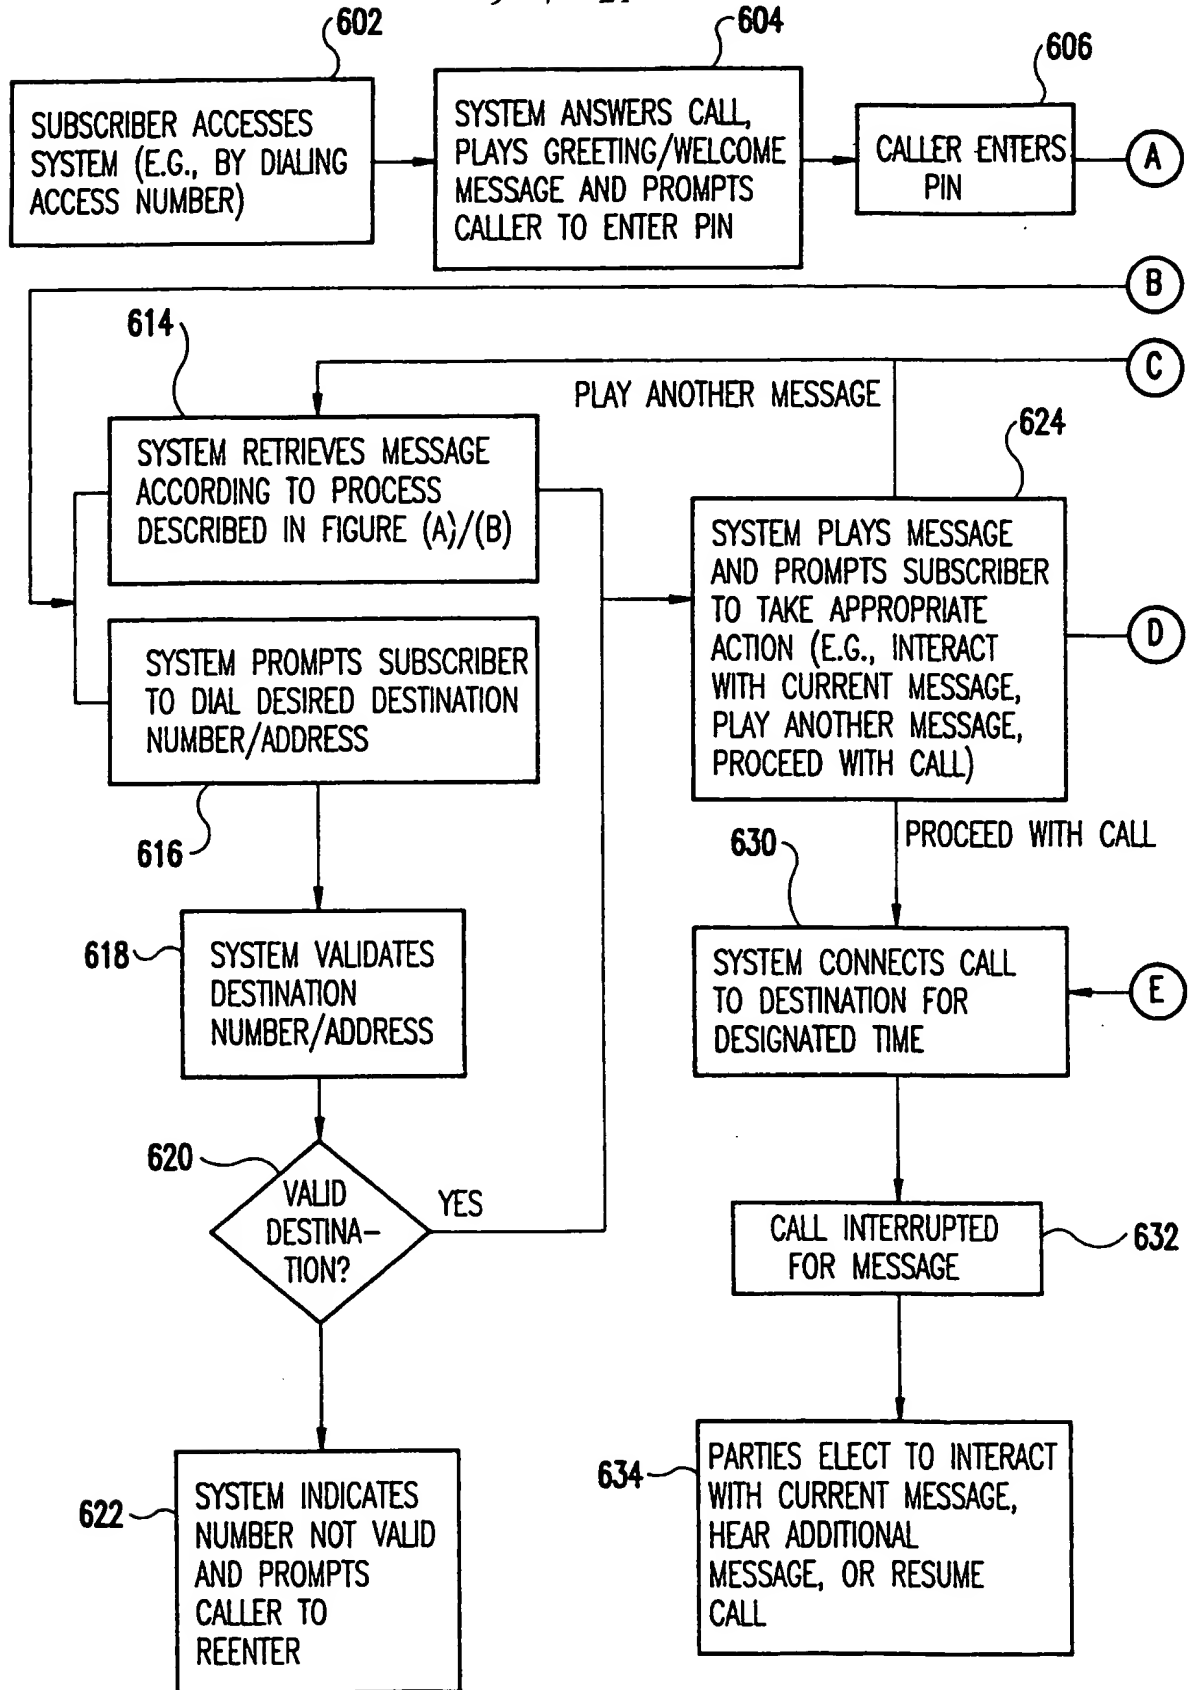 602
604
606
SUBSCRIBER ACCESSES
SYSTEM (E.G., BY DIALING
ACCESS NUMBER)
SYSTEM ANSWERS CALL,
PLAYS GREETING/WELCOME
MESSAGE AND PROMPTS
CALLER TO ENTER PIN
CALLER ENTERS
PIN
A
B
C
614
PLAY ANOTHER MESSAGE
624
SYSTEM RETRIEVES MESSAGE
ACCORDING TO PROCESS
DESCRIBED IN FIGURE (A)/(B)
SYSTEM PROMPTS SUBSCRIBER
TO DIAL DESIRED DESTINATION
NUMBER/ADDRESS
616
SYSTEM PLAYS MESSAGE
AND PROMPTS SUBSCRIBER
TO TAKE APPROPRIATE
ACTION (E.G., INTERACT
WITH CURRENT MESSAGE,
PLAY ANOTHER MESSAGE,
PROCEED WITH CALL)
D
PROCEED WITH CALL
630
618
SYSTEM VALIDATES
DESTINATION
NUMBER/ADDRESS
SYSTEM CONNECTS CALL
TO DESTINATION FOR
DESIGNATED TIME
E
620
VALID
DESTINA-
TION?
YES
CALL INTERRUPTED
FOR MESSAGE
632
622
SYSTEM INDICATES
NUMBER NOT VALID
AND PROMPTS
CALLER TO
REENTER
634
PARTIES ELECT TO INTERACT
WITH CURRENT MESSAGE,
HEAR ADDITIONAL
MESSAGE, OR RESUME
CALL